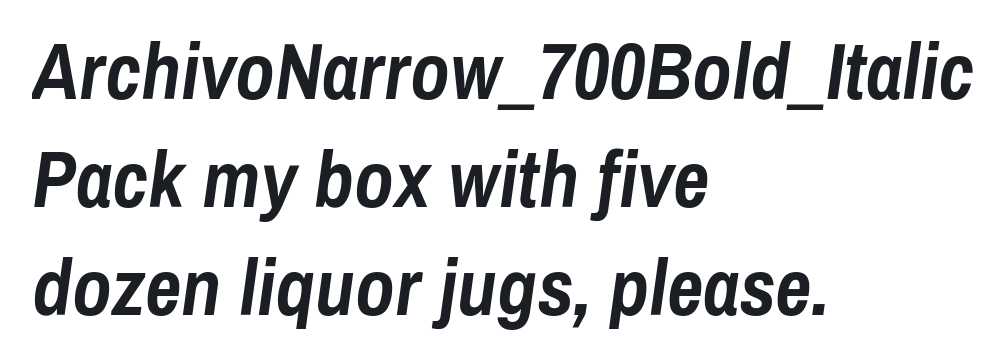 ArchivoNarrow_700Bold_Italic
Pack my box with five
dozen liquor jugs, please.